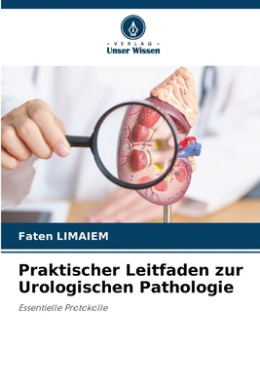 VERLAG
Unser Wissen
Faten LIMAIEM
Praktischer Leitfaden zur
Urologischen Pathologie
Essentielle Protokolle